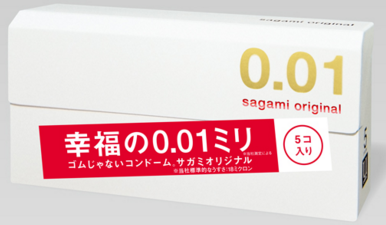 sagami original
0.01
sagami original
幸福の0.01ミリ
ゴムじゃないコンドーム、サガミオリジナル
※当社標準的なうすさ:18ミクロン
5コ
入り